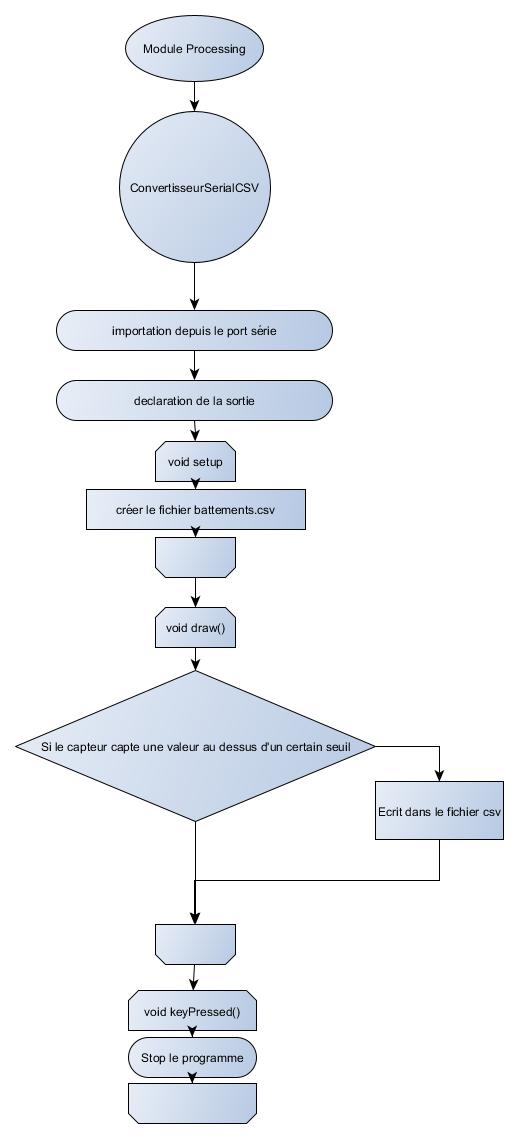 Module Processing
ConvertisseurSerialCSV
importation depuis le port série
declaration de la sortie
void setup
créer le fichier battements.csv
void draw()
Si le capteur capte une valeur au dessus d'un certain seuil
Ecrit dans le fichier csv
void keyPressed()
Stop le programme